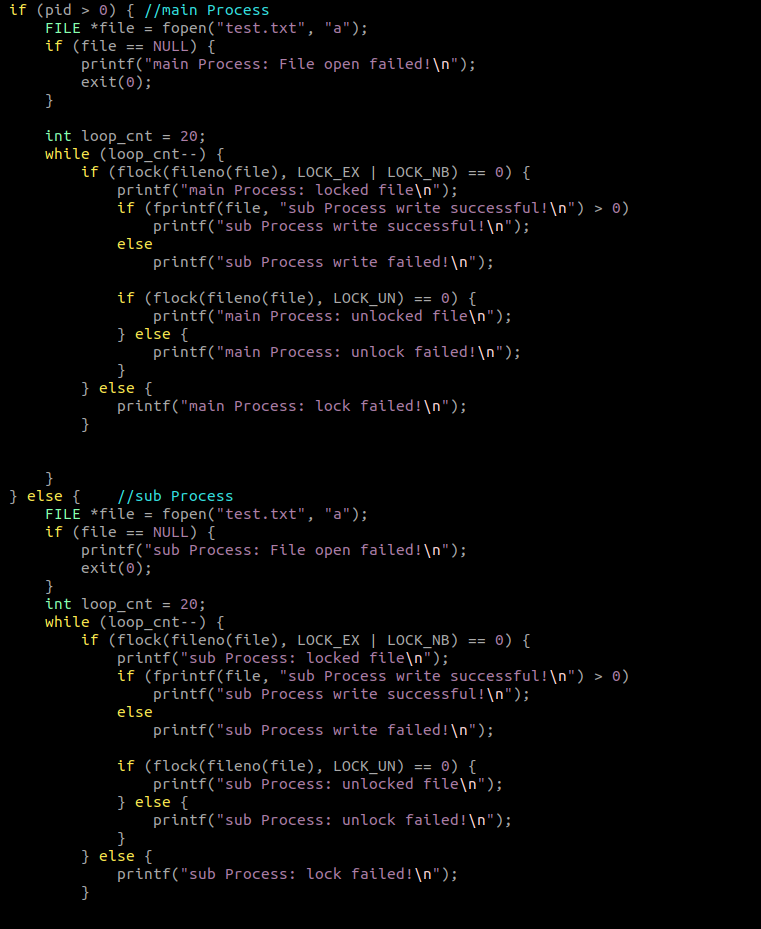 if (pid > 0) { //main Process
    FILE *file = fopen("test.txt", "a");
    if (file == NULL) {
        printf("main Process: File open failed!\n");
        exit(0);
    }

    int loop_cnt = 20;
    while (loop_cnt--) {
        if (flock(fileno(file), LOCK_EX | LOCK_NB) == 0) {
            printf("main Process: locked file\n");
            if (fprintf(file, "sub Process write successful!\n") > 0)
                printf("sub Process write successful!\n");
            else
                printf("sub Process write failed!\n");

            if (flock(fileno(file), LOCK_UN) == 0) {
                printf("main Process: unlocked file\n");
            } else {
                printf("main Process: unlock failed!\n");
            }
        } else {
            printf("main Process: lock failed!\n");
        }


    }
} else {    //sub Process
    FILE *file = fopen("test.txt", "a");
    if (file == NULL) {
        printf("sub Process: File open failed!\n");
        exit(0);
    }
    int loop_cnt = 20;
    while (loop_cnt--) {
        if (flock(fileno(file), LOCK_EX | LOCK_NB) == 0) {
            printf("sub Process: locked file\n");
            if (fprintf(file, "sub Process write successful!\n") > 0)
                printf("sub Process write successful!\n");
            else
                printf("sub Process write failed!\n");

            if (flock(fileno(file), LOCK_UN) == 0) {
                printf("sub Process: unlocked file\n");
            } else {
                printf("sub Process: unlock failed!\n");
            }
        } else {
            printf("sub Process: lock failed!\n");
        }